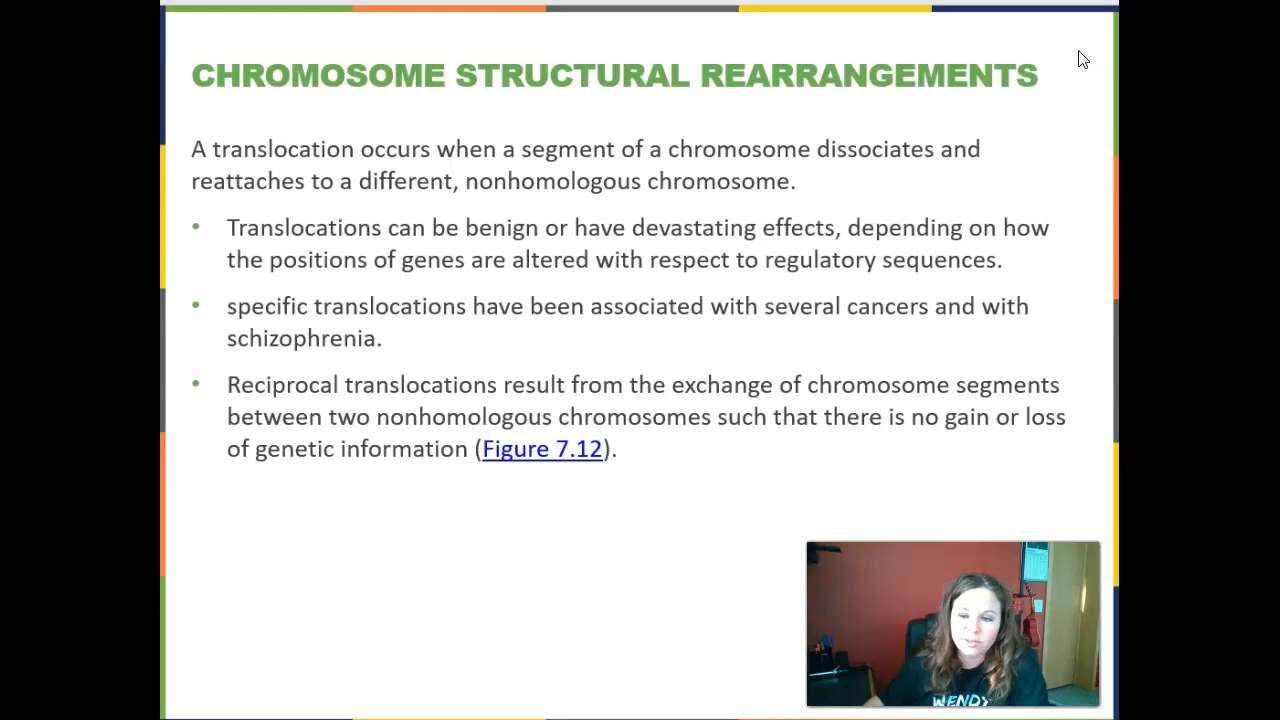 CHROMOSOME STRUCTURAL REARRANGEMENTS
A translocation occurs when a segment of a chromosome dissociates and
reattaches to a different, nonhomologous chromosome.
• Translocations can be benign or have devastating effects, depending on how
the positions of genes are altered with respect to regulatory sequences.
• specific translocations have been associated with several cancers and with
schizophrenia.
• Reciprocal translocations result from the exchange of chromosome segments
between two nonhomologous chromosomes such that there is no gain or loss
of genetic information (Figure 7.12).
WENDY